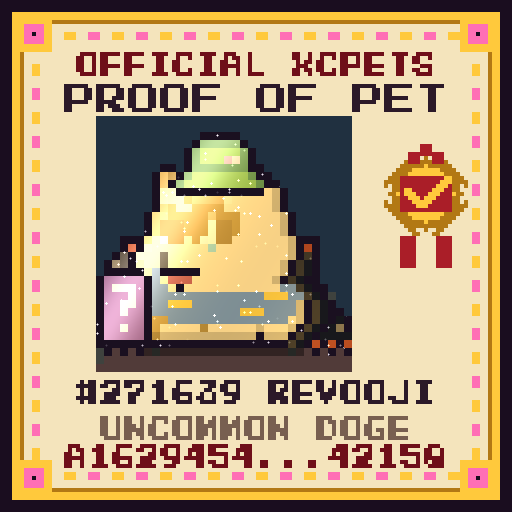 OFFICIAL XCPETS
PROOF OF PET
?
#271639 REVOOJI
UNCOMMON DOGE
A1629454...42150